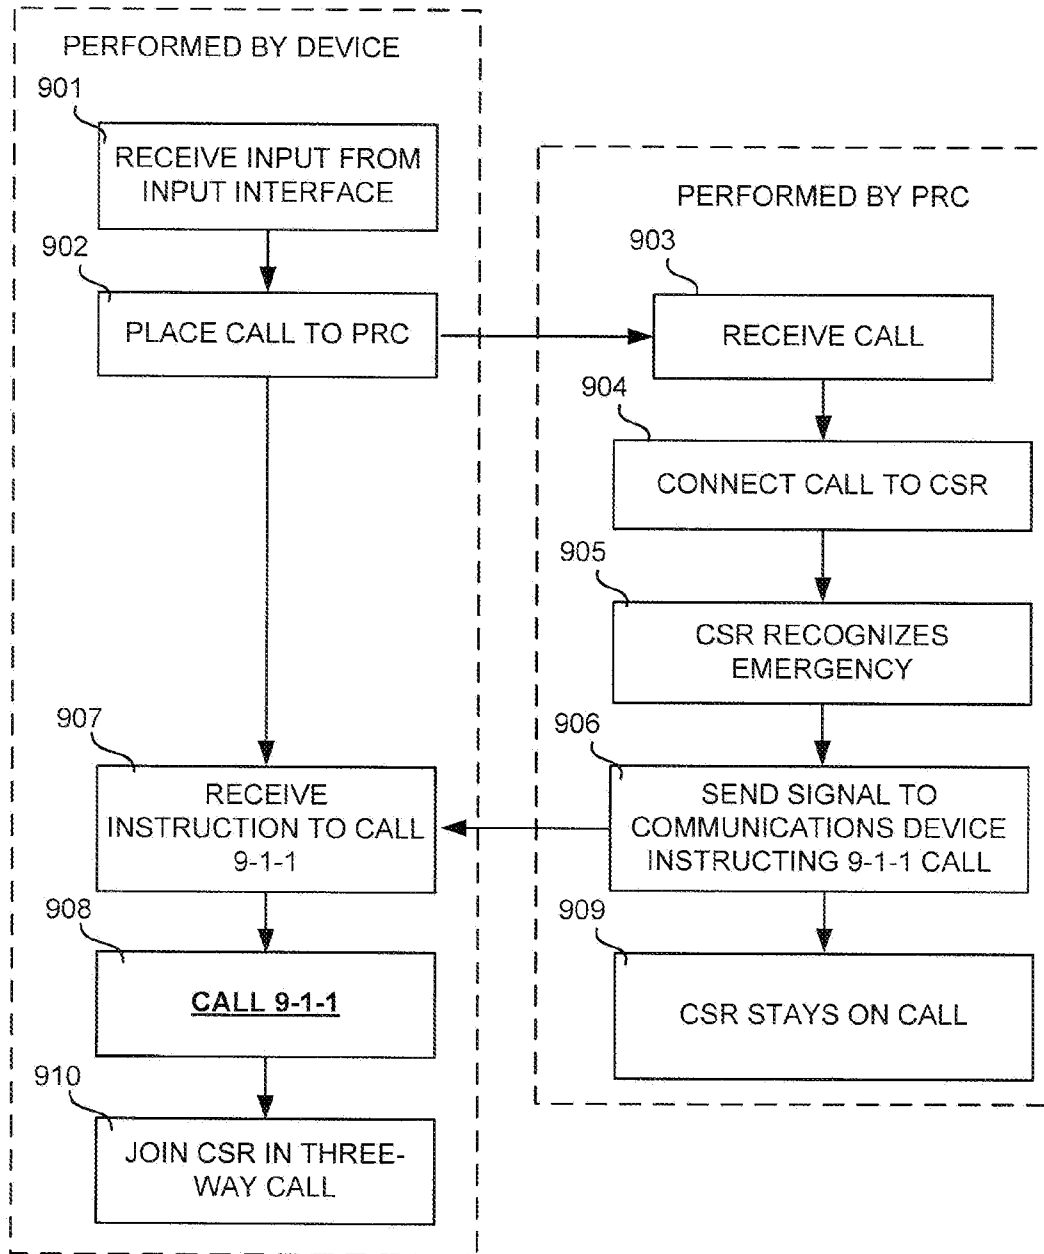 PERFORMED BY DEVICE
901
RECEIVE INPUT FROM
INPUT INTERFACE
902
PLACE CALL TO PRC
907
RECEIVE
INSTRUCTION TO CALL
9-1-1
908
CALL 9-1-1
910
JOIN CSR IN THREE-
WAY CALL
PERFORMED BY PRC
903
RECEIVE CALL
904
CONNECT CALL TO CSR
905
CSR RECOGNIZES
EMERGENCY
906
SEND SIGNAL TO
COMMUNICATIONS DEVICE
INSTRUCTING 9-1-1 CALL
909
CSR STAYS ON CALL